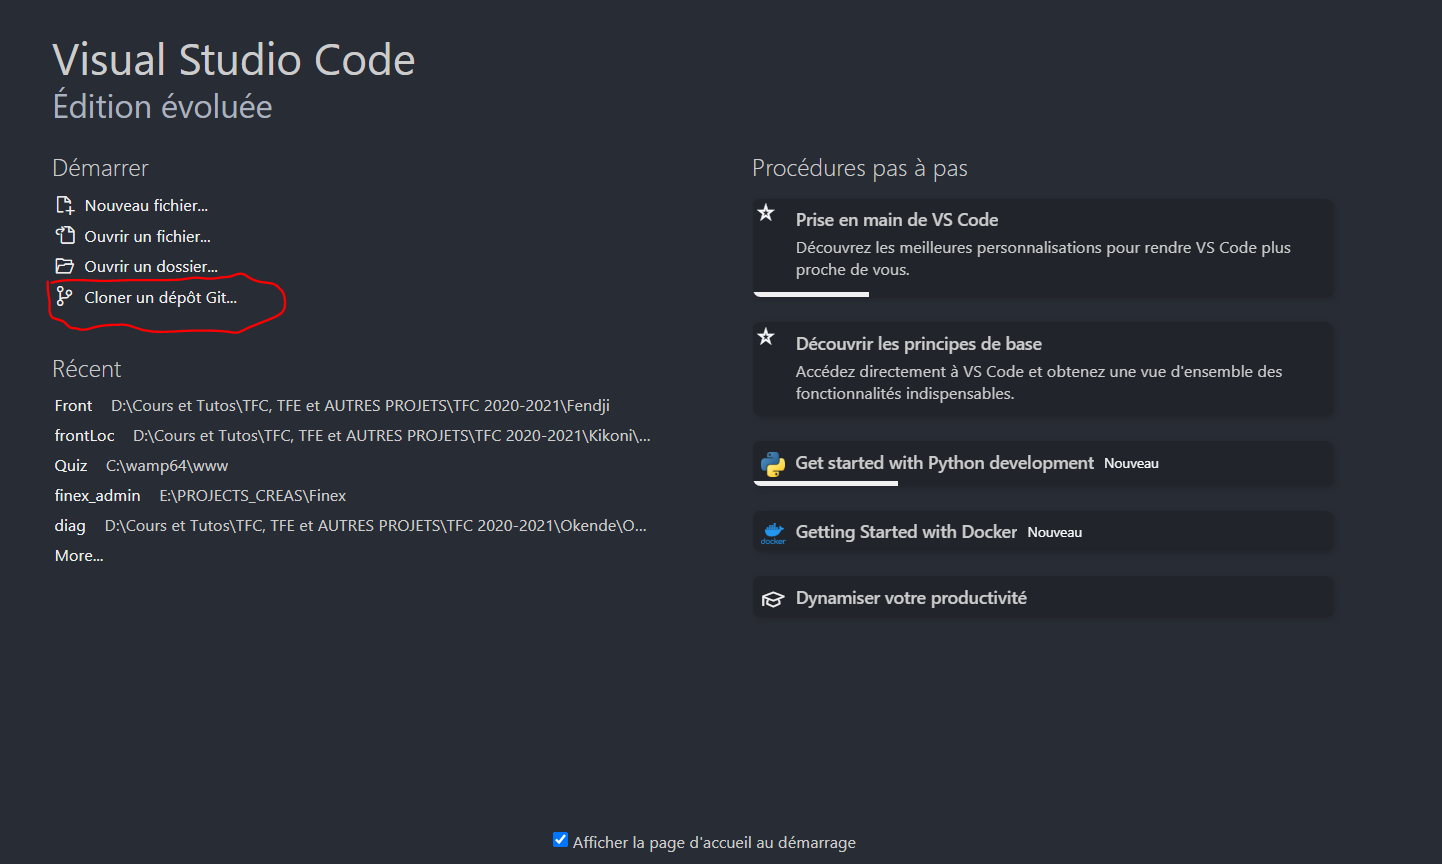 Visual Studio Code
Édition évoluée
Démarrer
Nouveau fichier...
Ouvrir un fichier...
Ouvrir un dossier...
Cloner un dépôt Git...
Récent
Front D:\Cours et Tutos\TFC, TFE et AUTRES PROJETS\TFC 2020-2021\Fendji
frontLoc D:\Cours et Tutos\TFC, TFE et AUTRES PROJETS\TFC 2020-2021\Kikoni\...
Quiz C:\wamp64\www
finex_admin E:\PROJECTS_CREAS\Finex
diag D:\Cours et Tutos\TFC, TFE et AUTRES PROJETS\TFC 2020-2021\Okende\O...
More...
Procédures pas à pas
Prise en main de VS Code
Découvrez les meilleures personnalisations pour rendre VS Code plus
proche de vous.
Découvrir les principes de base
Accédez directement à VS Code et obtenez une vue d'ensemble des
fonctionnalités indispensables.
Get started with Python development Nouveau
docker
Getting Started with Docker Nouveau
Dynamiser votre productivité
Afficher la page d'accueil au démarrage